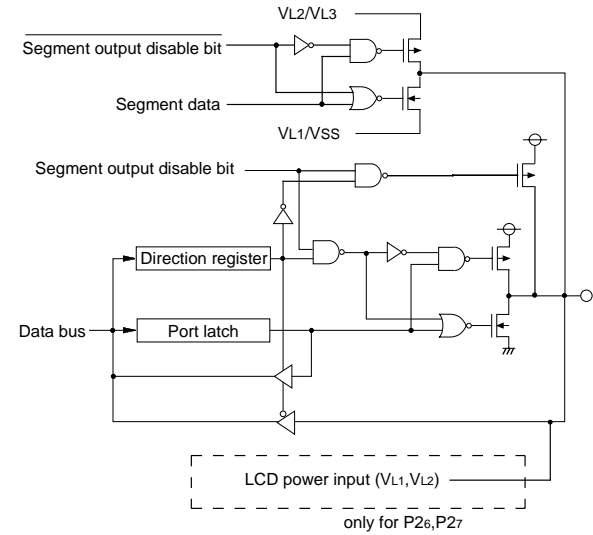 VL2/VL3
Segment output disable bit
Segment data
VL1/VSS
Segment output disable bit
Direction register
Data bus
Port latch
LCD power input (VL1,VL2)
only for P26,P27